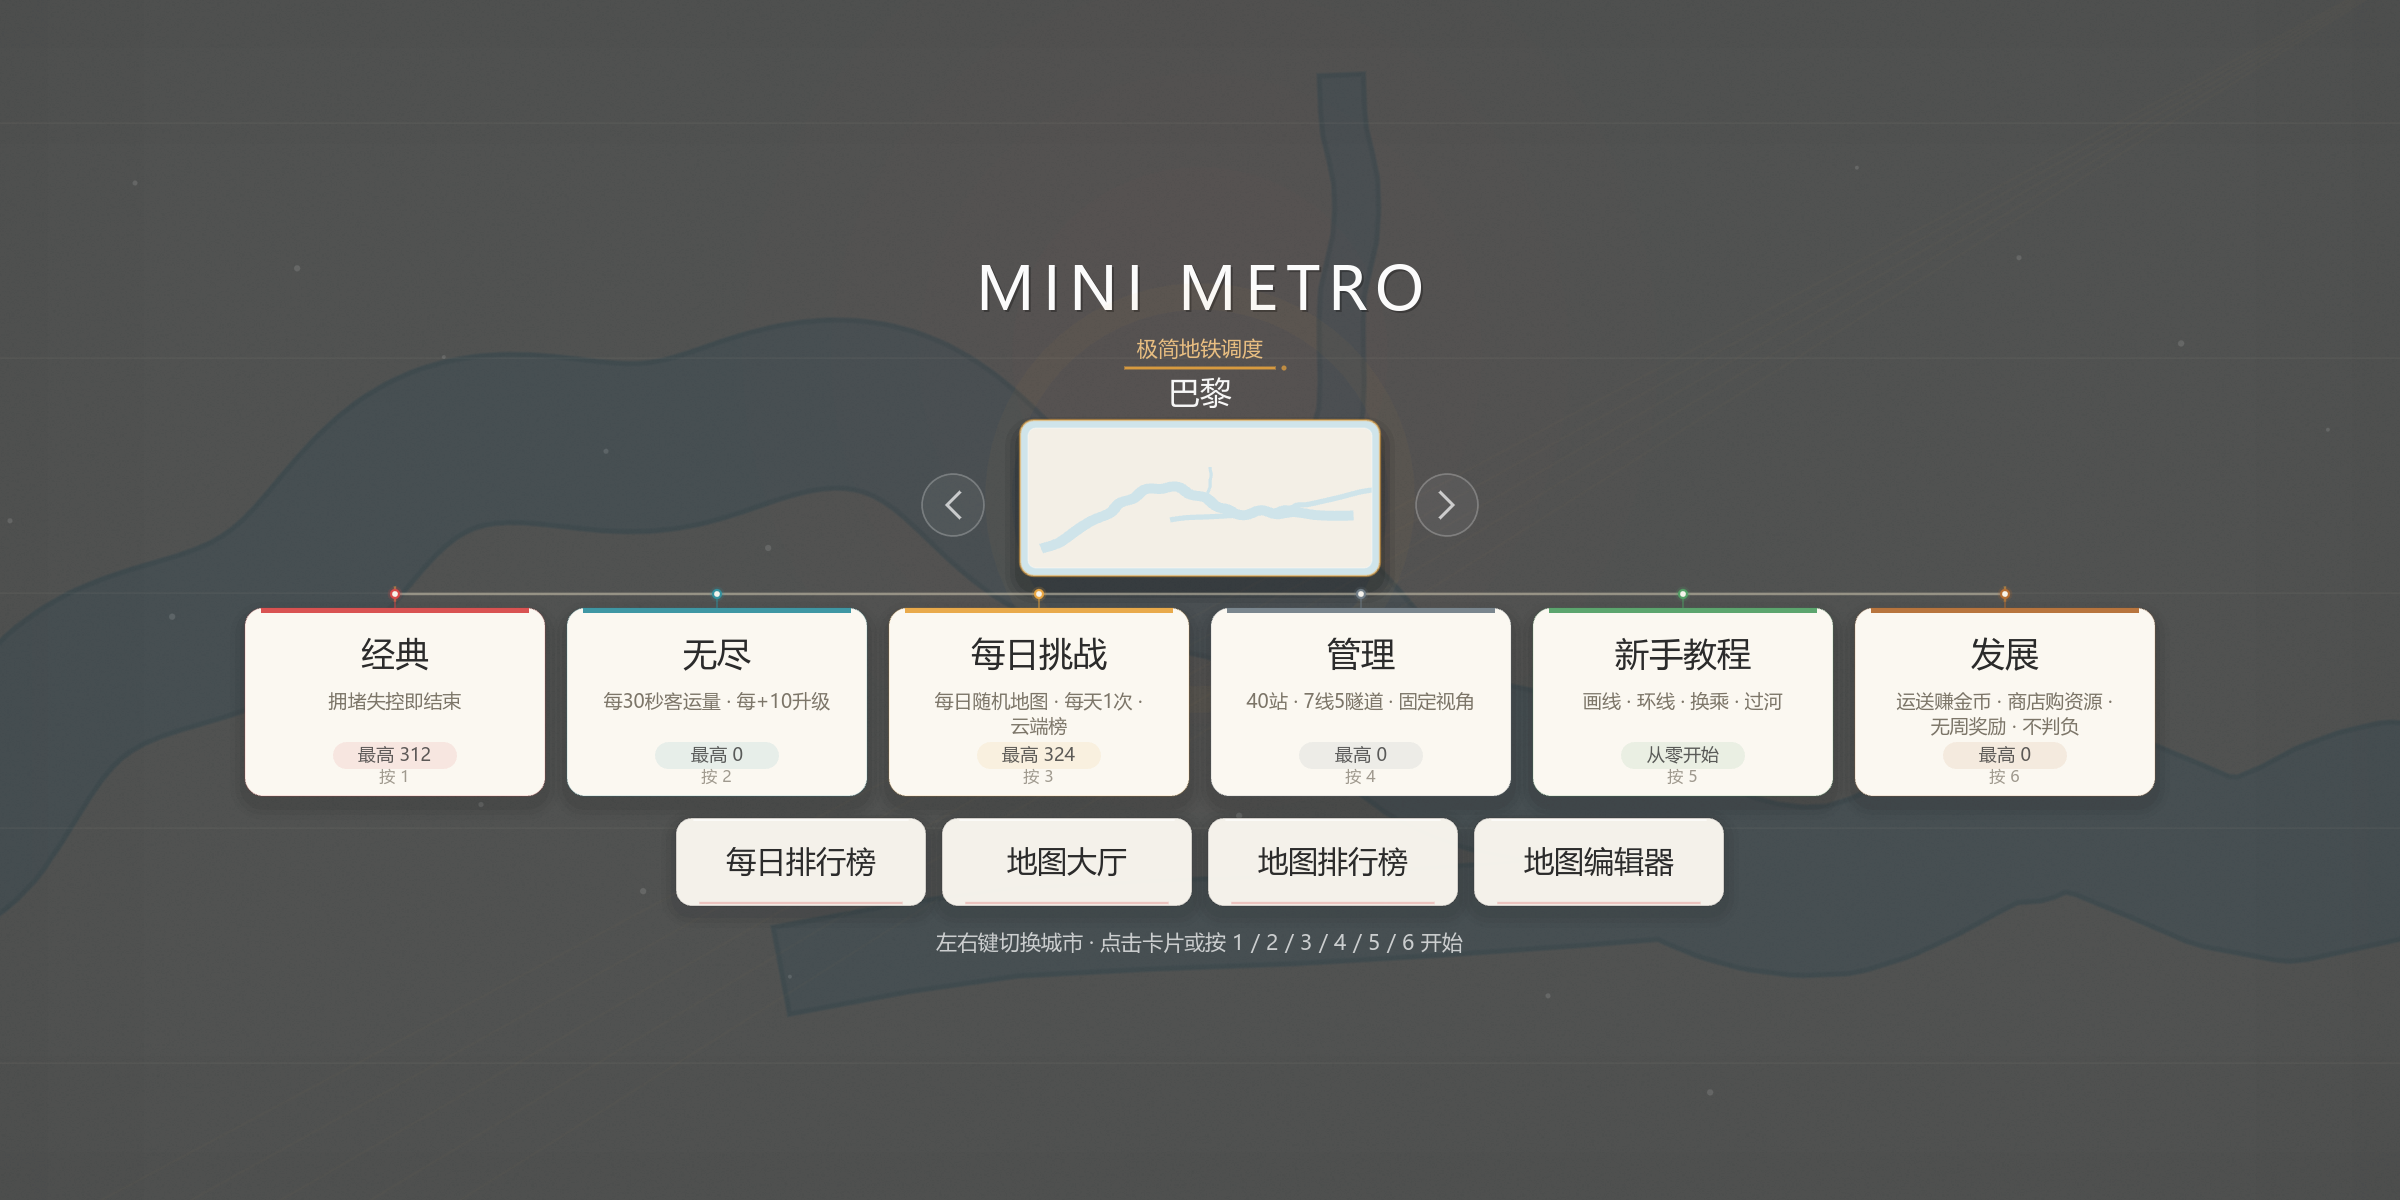 MINI METRO
极简地铁调度
巴黎
经典
拥堵失控即结束
最高 312
按 1
无尽
每30秒客运量 · 每+10升级
最高 0
按 2
每日挑战
每日随机地图 · 每天1次 ·
云端榜
最高 324
按 3
管理
40站 · 7线5隧道 · 固定视角
最高 0
按 4
新手教程
画线 · 环线 · 换乘 · 过河
从零开始
按 5
发展
运送赚金币 · 商店购资源 ·
无周奖励 · 不判负
最高 0
按 6
每日排行榜
地图大厅
地图排行榜
地图编辑器
左右键切换城市 · 点击卡片或按 1 / 2 / 3 / 4 / 5 / 6 开始